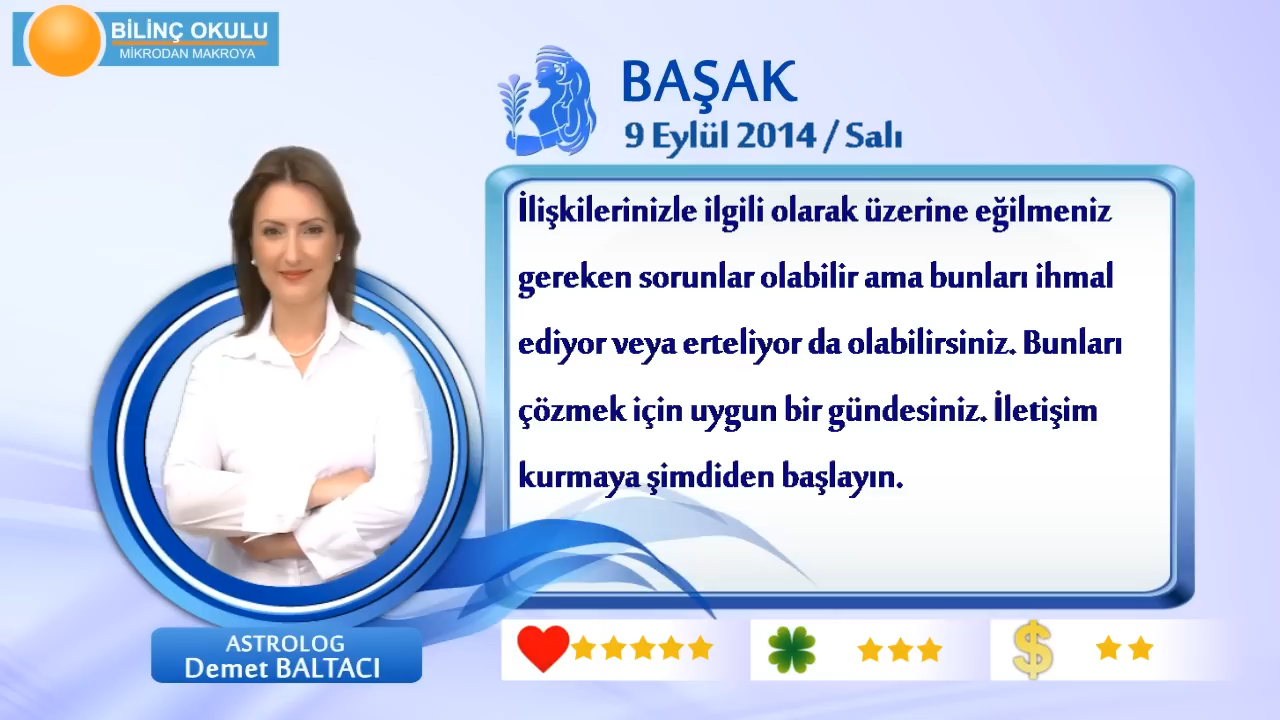 BİLİNÇ OKULU
MİKRODAN MAKROYA
BAŞAK
9 Eylül 2014 / Salı
İlişkilerinizle ilgili olarak üzerine eğilmeniz
gereken sorunlar olabilir ama bunları ihmal
ediyor veya erteliyor da olabilirsiniz. Bunları
çözmek için uygun bir gündesiniz. İletişim
kurmaya şimdiden başlayın.
ASTROLOG
Demet BALTACI